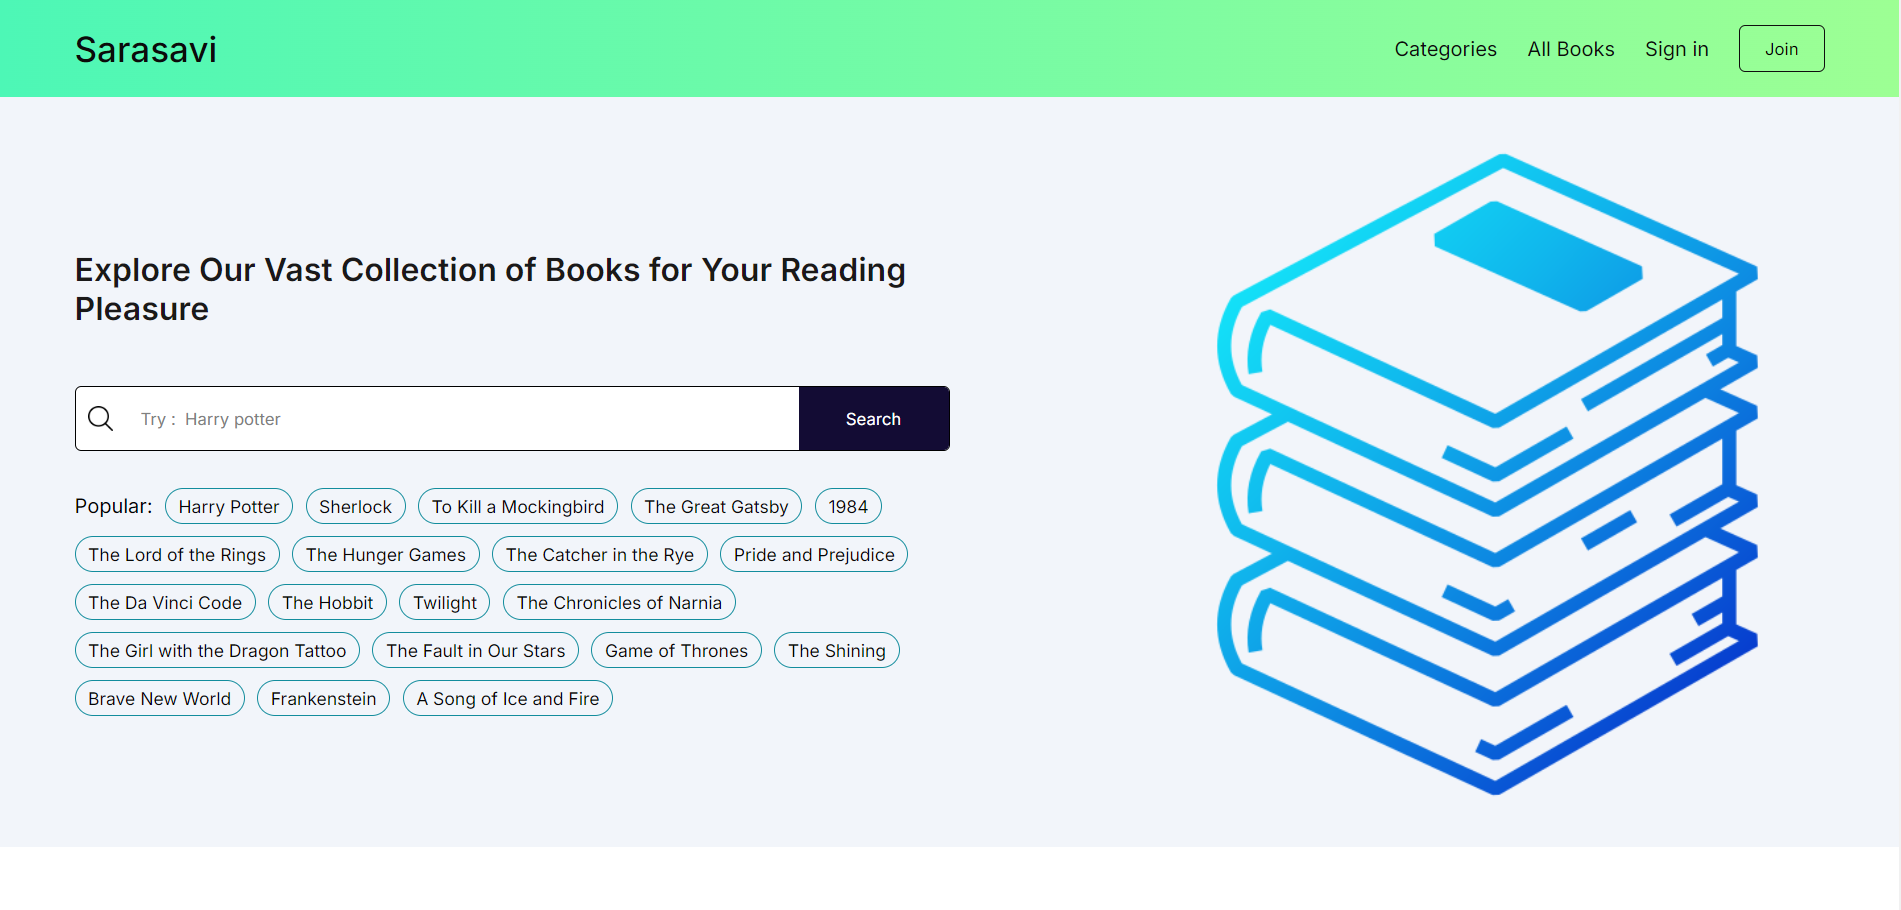 Sarasavi
Categories All Books Sign in Join
Explore Our Vast Collection of Books for Your Reading
Pleasure
Try : Harry potter Search
Popular: Harry Potter Sherlock To Kill a Mockingbird The Great Gatsby 1984
The Lord of the Rings The Hunger Games The Catcher in the Rye Pride and Prejudice
The Da Vinci Code The Hobbit Twilight The Chronicles of Narnia
The Girl with the Dragon Tattoo The Fault in Our Stars Game of Thrones The Shining
Brave New World Frankenstein A Song of Ice and Fire